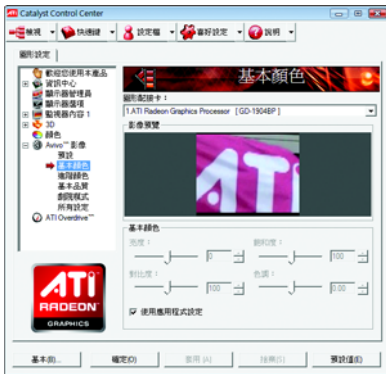 Catalyst Control Center
檢視 快速鍵 設定檔 喜好設定 說明
圖形設定
歡迎您使用本產品
資訊中心
顯示器管理員
顯示器選項
監視器內容 1
3D
顏色
Avivo™ 影像
預設
基本顏色
進階顏色
基本品質
劇院模式
所有設定
ATI Overdrive™
ATI
RADEON
GRAPHICS
基本顏色
圖形配接卡：
1.ATI Radeon Graphics Processor [ GD-1904BP ]
影像預覽
ATI
基本顏色
亮度：
0
飽和度：
100
對比度：
100
色調：
0.00
使用應用程式設定
基本(B)... 確定(O) 套用 (A) 捨棄(S) 預設值(E)